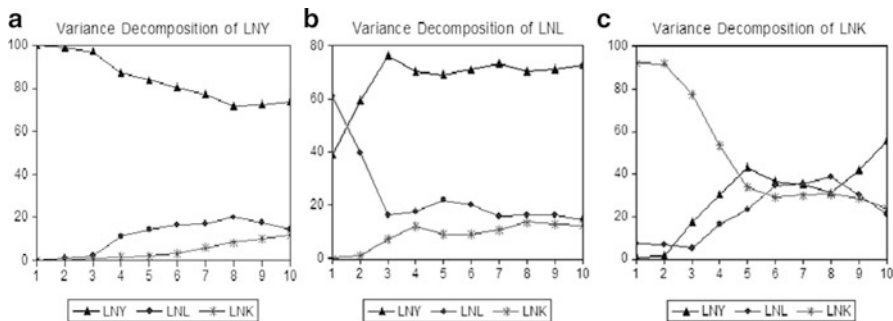 a
Variance Decomposition of LNY
100
80
60
40
20
0
1 2 3 4 5 6 7 8 9 10
LNY LNL LNK
b
Variance Decomposition of LNL
80
60
40
20
0
1 2 3 4 5 6 7 8 9 10
LNY LNL LNK
c
Variance Decomposition of LNK
100
80
60
40
20
0
1 2 3 4 5 6 7 8 9 10
LNY LNL LNK